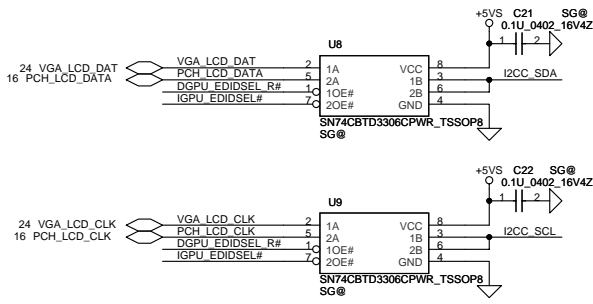 +5VS C21 SG@
0.1U_0402_16V4Z
1 2
U8
24 VGA_LCD_DAT VGA_LCD_DAT 2 1A VCC 8
16 PCH_LCD_DATA PCH_LCD_DATA 5 2A 1B 3 I2CC_SDA
DGPU_EDIDSEL_R# 1 1OE# 2B 6
IGPU_EDIDSEL# 7 2OE# GND 4
SN74CBTD3306CPWR_TSSOP8
SG@
+5VS C22 SG@
0.1U_0402_16V4Z
1 2
U9
24 VGA_LCD_CLK VGA_LCD_CLK 2 1A VCC 8
16 PCH_LCD_CLK PCH_LCD_CLK 5 2A 1B 3 I2CC_SCL
DGPU_EDIDSEL_R# 1 1OE# 2B 6
IGPU_EDIDSEL# 7 2OE# GND 4
SN74CBTD3306CPWR_TSSOP8
SG@